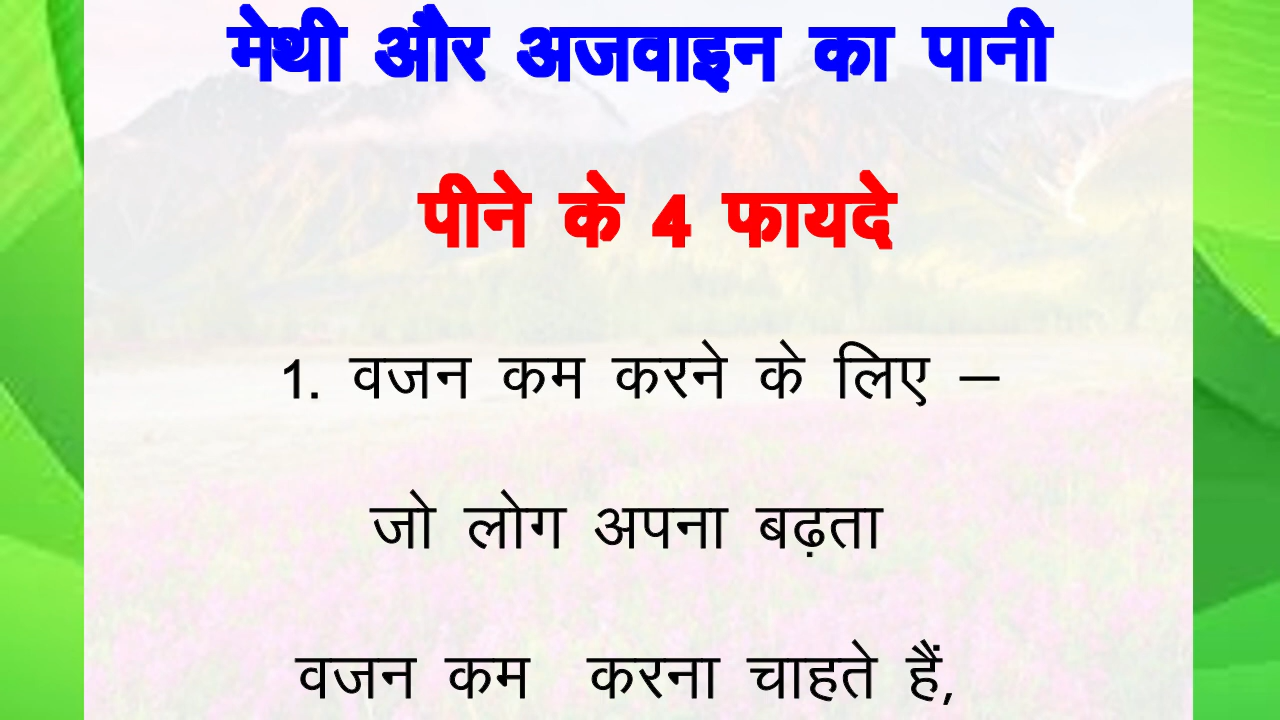 मेथी और अजवाइन का पानी
पीने के 4 फायदे
1. वजन कम करने के लिए –
जो लोग अपना बढ़ता
वजन कम करना चाहते हैं,